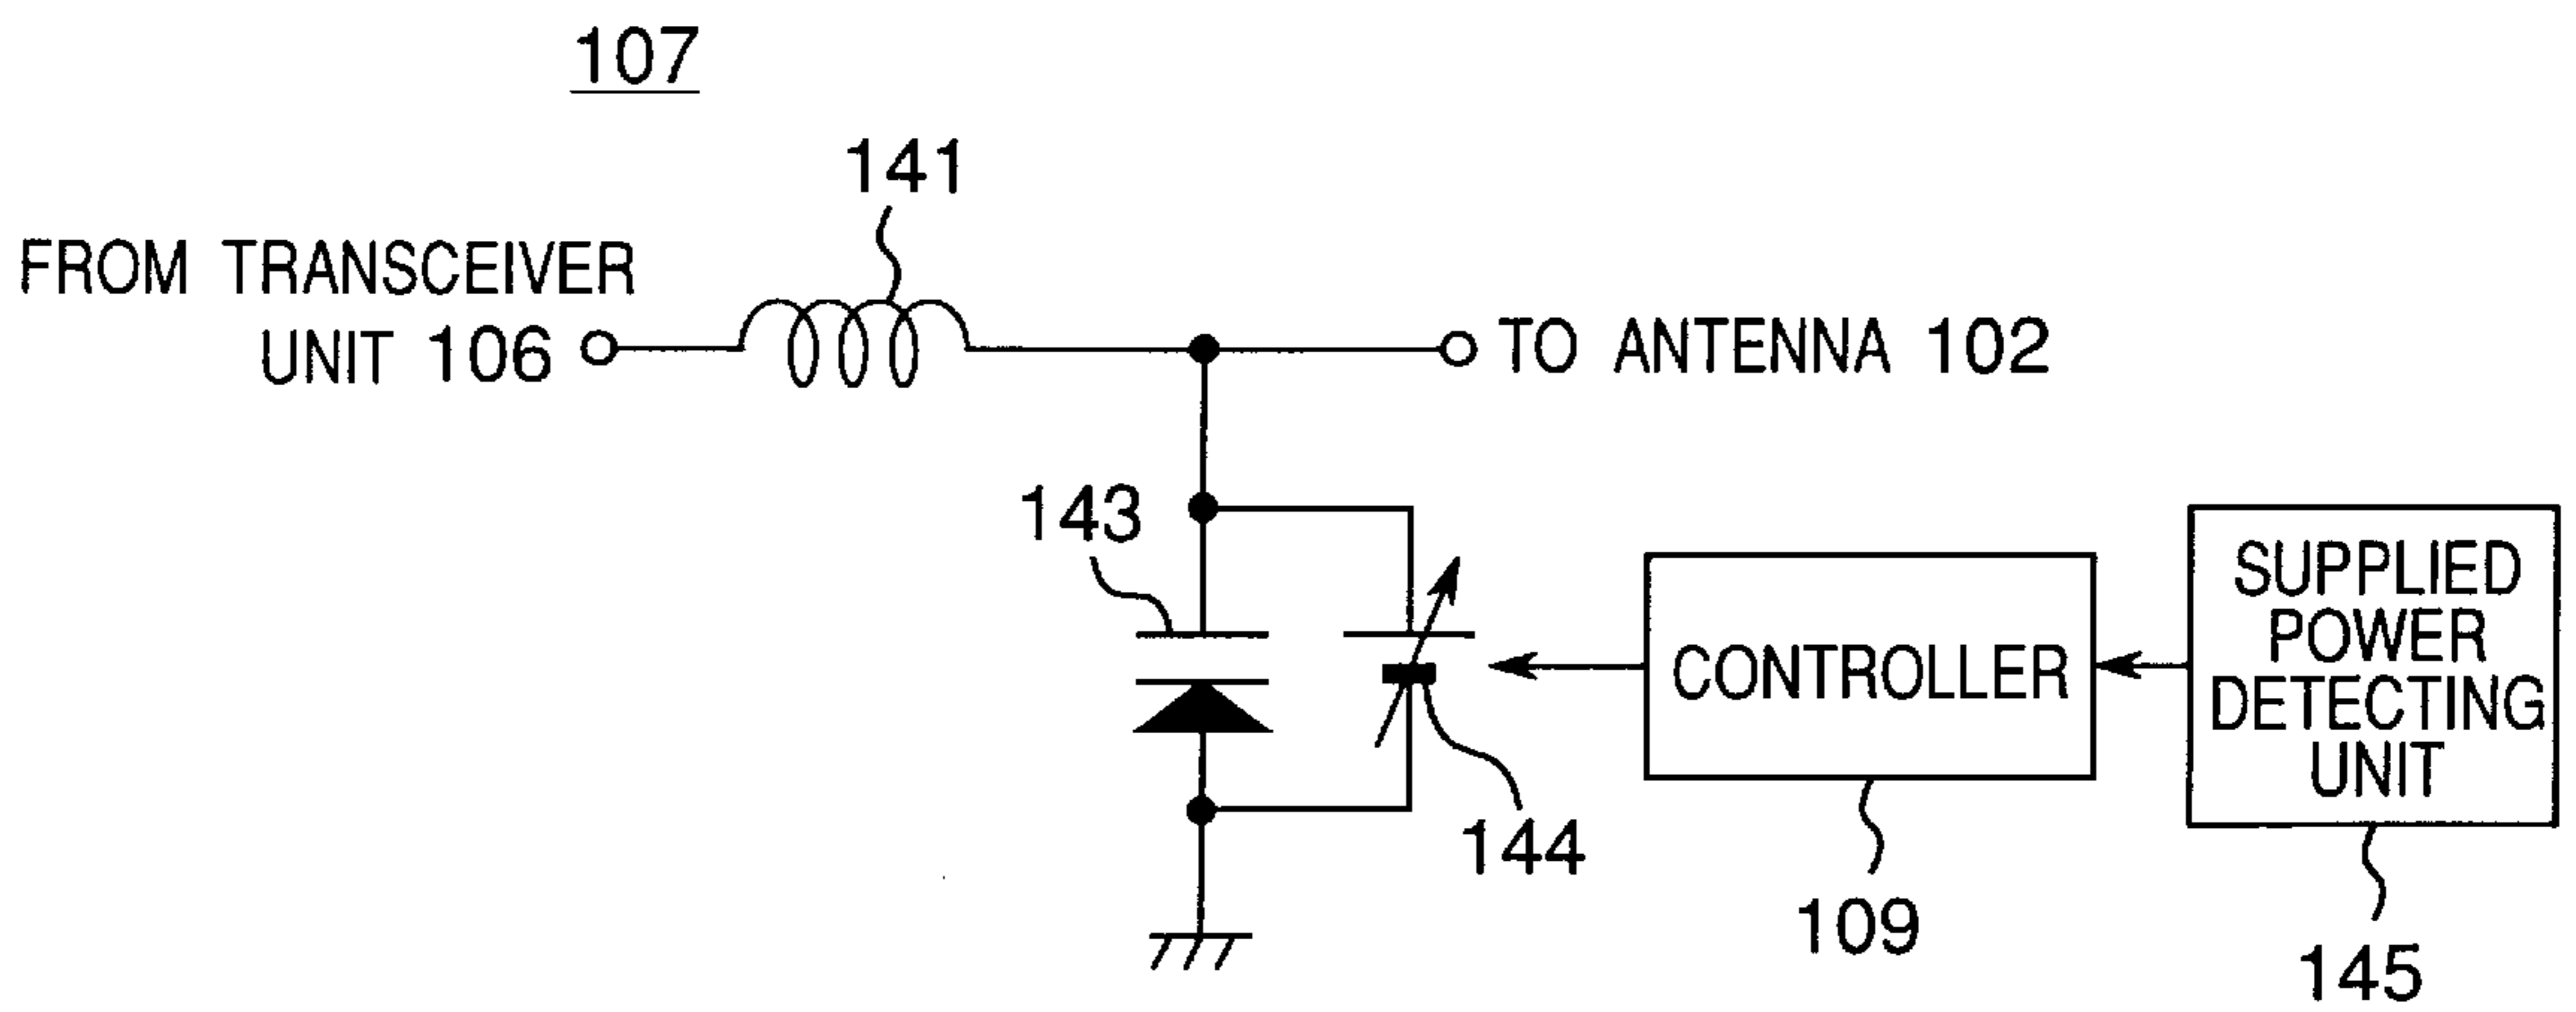 107
141
FROM TRANSCEIVER
UNIT 106
TO ANTENNA 102
143
144
CONTROLLER
109
SUPPLIED
POWER
DETECTING
UNIT
145